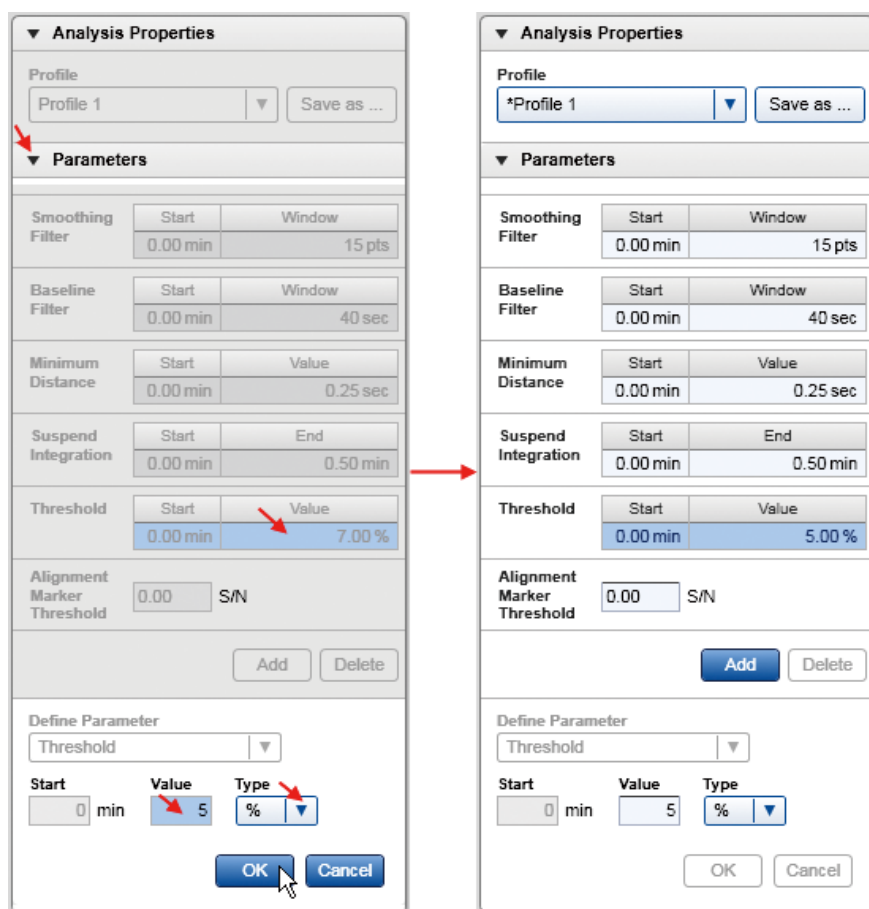 ▼ Analysis Properties
Profile
Profile 1 ▼ Save as ...
▼ Parameters
Smoothing Filter
Start Window
0.00 min 15 pts
Baseline Filter
Start Window
0.00 min 40 sec
Minimum Distance
Start Value
0.00 min 0.25 sec
Suspend Integration
Start End
0.00 min 0.50 min
Threshold
Start Value
0.00 min 7.00 %
Alignment Marker Threshold
0.00 S/N
Add Delete
Define Parameter
Threshold ▼
Start Value Type
0 min 5 % ▼
OK Cancel
▼ Analysis Properties
Profile
*Profile 1 ▼ Save as ...
▼ Parameters
Smoothing Filter
Start Window
0.00 min 15 pts
Baseline Filter
Start Window
0.00 min 40 sec
Minimum Distance
Start Value
0.00 min 0.25 sec
Suspend Integration
Start End
0.00 min 0.50 min
Threshold
Start Value
0.00 min 5.00 %
Alignment Marker Threshold
0.00 S/N
Add Delete
Define Parameter
Threshold ▼
Start Value Type
0 min 5 % ▼
OK Cancel